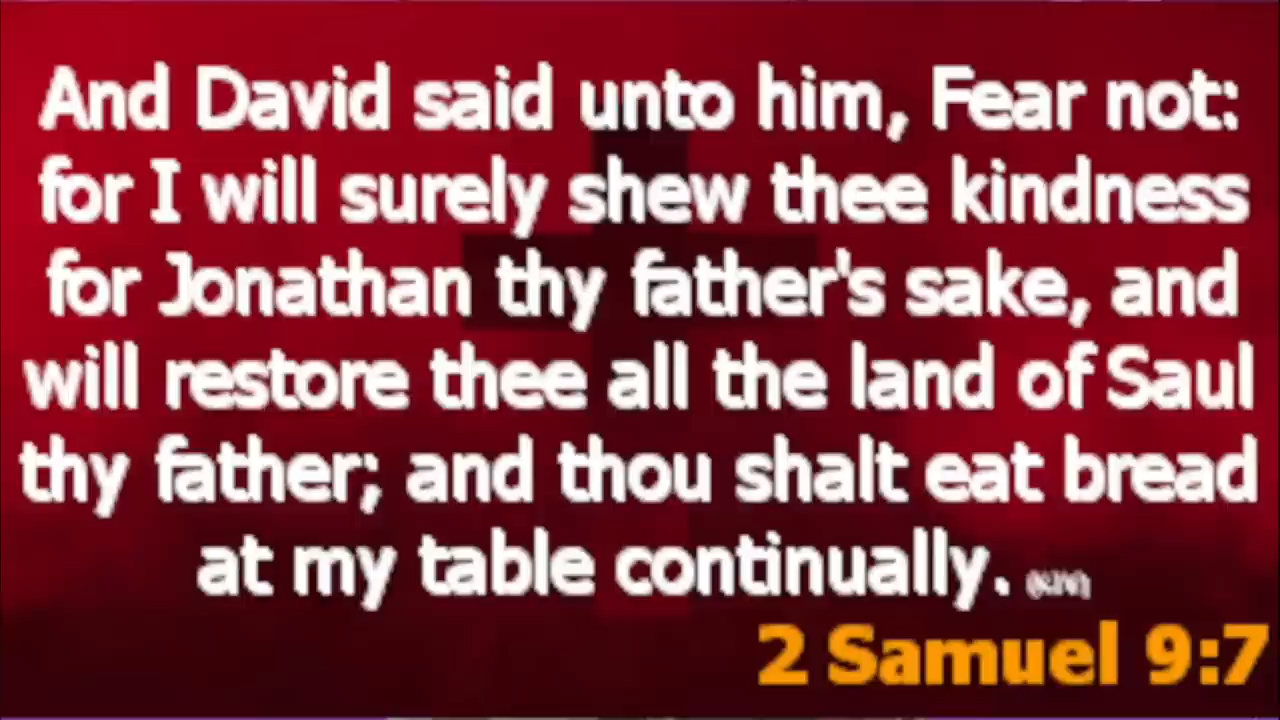 And David said unto him, Fear not:
for I will surely shew thee kindness
for Jonathan thy father's sake, and
will restore thee all the land of Saul
thy father; and thou shalt eat bread
at my table continually. (KJV)
2 Samuel 9:7